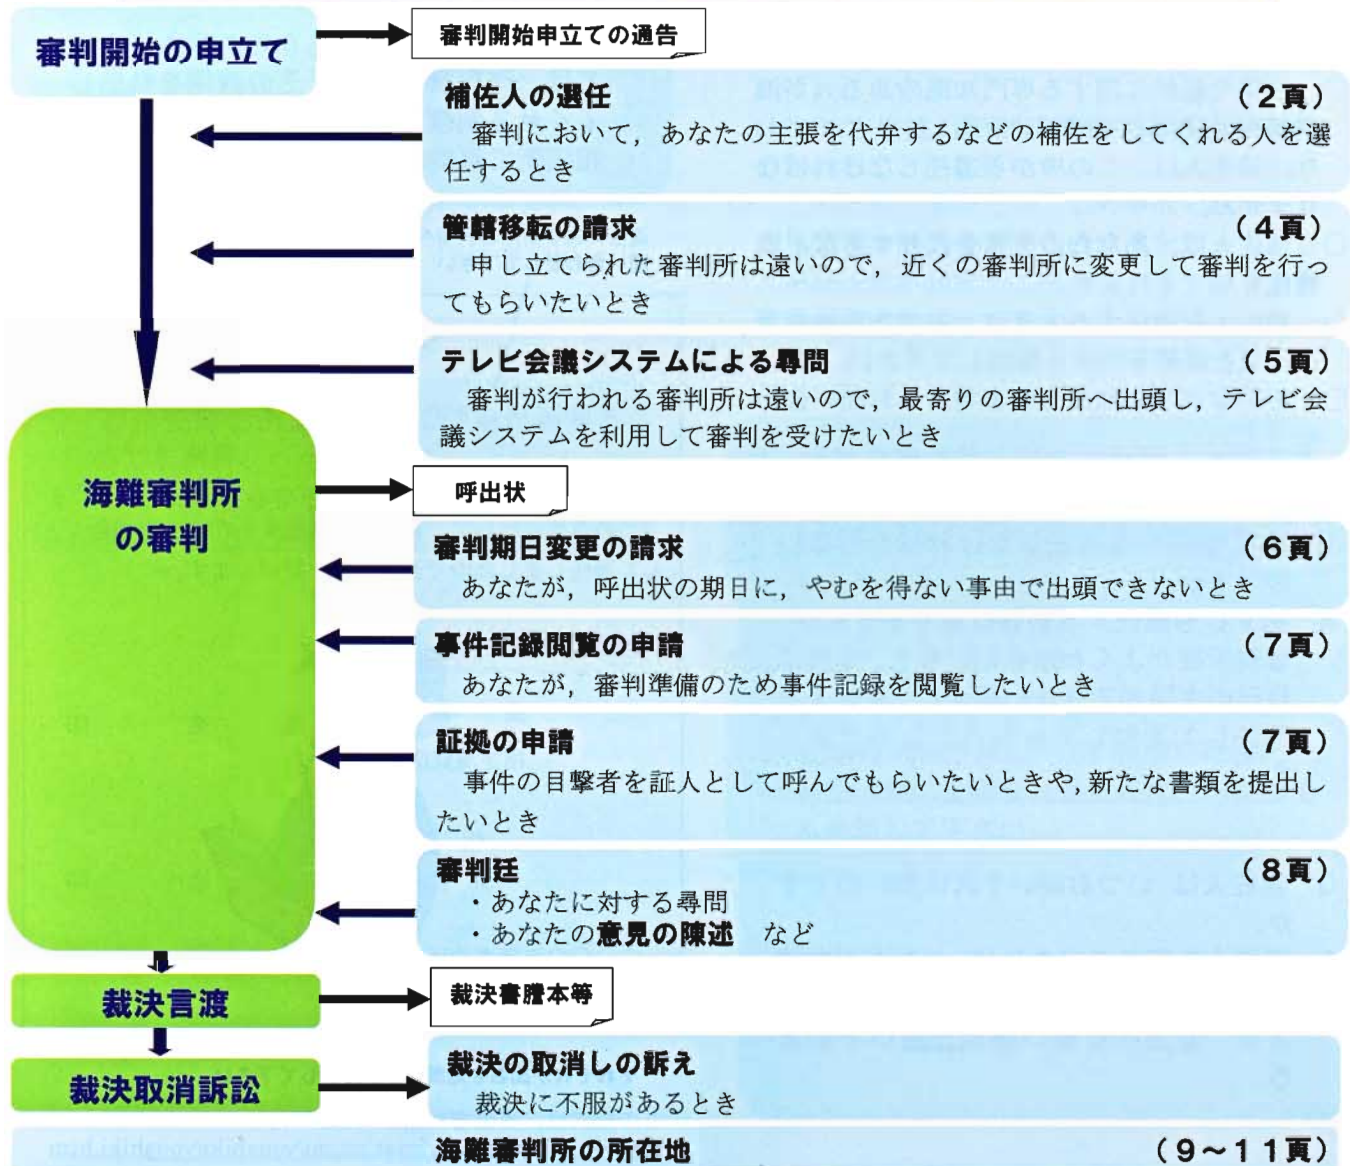 審判開始の申立て
審判開始申立ての通告
補佐人の選任 (2頁)
審判において，あなたの主張を代弁するなどの補佐をしてくれる人を選
任するとき
管轄移転の請求 (4頁)
申し立てられた審判所は遠いので，近くの審判所に変更して審判を行っ
てもらいたいとき
テレビ会議システムによる尋問 (5頁)
審判が行われる審判所は遠いので，最寄りの審判所へ出頭し，テレビ会
議システムを利用して審判を受けたいとき
海難審判所
の審判
呼出状
審判期日変更の請求 (6頁)
あなたが，呼出状の期日に，やむを得ない事由で出頭できないとき
事件記録閲覧の申請 (7頁)
あなたが，審判準備のため事件記録を閲覧したいとき
証拠の申請 (7頁)
事件の目撃者を証人として呼んでもらいたいときや，新たな書類を提出し
たいとき
審判廷 (8頁)
・あなたに対する尋問
・あなたの意見の陳述 など
裁決言渡
裁決書謄本等
裁決取消訴訟
裁決の取消しの訴え
裁決に不服があるとき
海難審判所の所在地 (9～11頁)